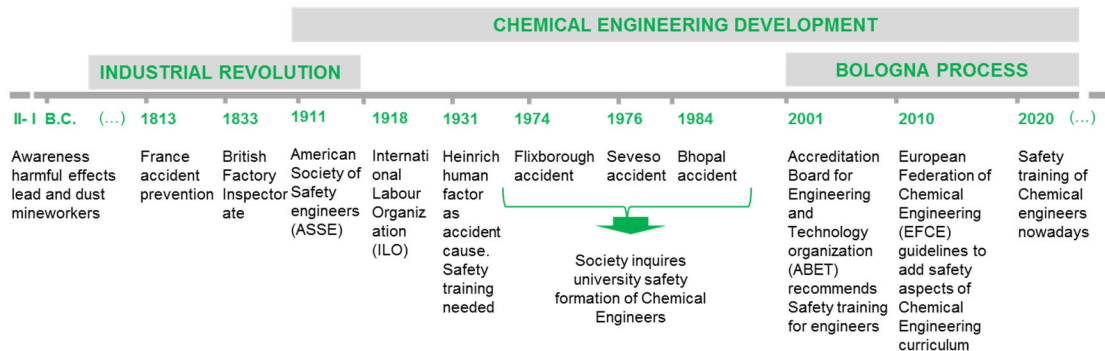 CHEMICAL ENGINEERING DEVELOPMENT
INDUSTRIAL REVOLUTION
BOLOGNA PROCESS
II- I B.C.
(...)
1813
1833
1911
1918
1931
1974
1976
1984
2001
2010
2020
(...)
Awareness
harmful effects
lead and dust
mineworkers
France
accident
prevention
British
Factory
Inspector
ate
American
Society of
Safety
engineers
(ASSE)
Internati
onal
Labour
Organiz
ation
(ILO)
Heinrich
human
factor
as
accident
cause.
Safety
training
needed
Flixborough
accident
Seveso
accident
Bhopal
accident
Society inquires
university safety
formation of Chemical
Engineers
Accreditation
Board for
Engineering
and
Technology
organization
(ABET)
recommends
Safety training
for engineers
European
Federation of
Chemical
Engineering
(EFCE)
guidelines to
add safety
aspects of
Chemical
Engineering
curriculum
Safety
training of
Chemical
engineers
nowadays